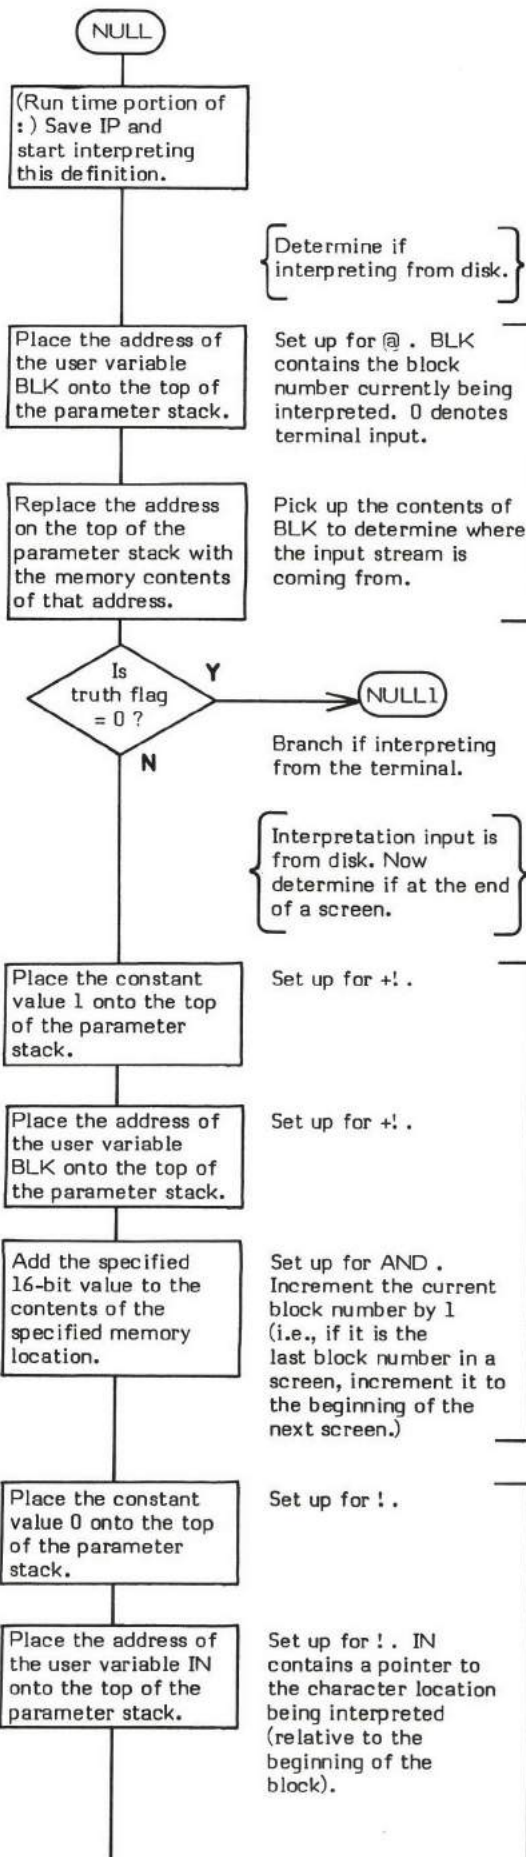 NULL
(Run time portion of
:) Save IP and
start interpreting
this definition.
Determine if
interpreting from disk.
Place the address of
the user variable
BLK onto the top of
the parameter stack.
Set up for @ . BLK
contains the block
number currently being
interpreted. 0 denotes
terminal input.
Replace the address
on the top of the
parameter stack with
the memory contents
of that address.
Pick up the contents of
BLK to determine where
the input stream is
coming from.
Is
truth flag
= 0 ?
Y
NULL1
N
Branch if interpreting
from the terminal.
Interpretation input is
from disk. Now
determine if at the end
of a screen.
Place the constant
value 1 onto the top
of the parameter
stack.
Set up for +! .
Place the address of
the user variable
BLK onto the top of
the parameter stack.
Set up for +! .
Add the specified
16-bit value to the
contents of the
specified memory
location.
Set up for AND .
Increment the current
block number by 1
(i.e., if it is the
last block number in a
screen, increment it to
the beginning of the
next screen.)
Place the constant
value 0 onto the top
of the parameter
stack.
Set up for ! .
Place the address of
the user variable IN
onto the top of the
parameter stack.
Set up for ! . IN
contains a pointer to
the character location
being interpreted
(relative to the
beginning of the
block).